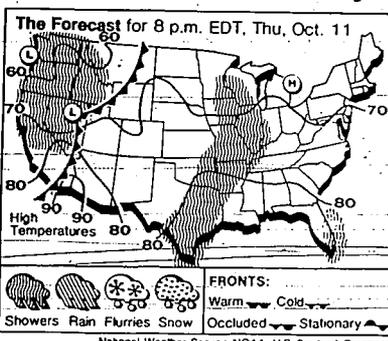 The Forecast for 8 p.m. EDT, Thu, Oct. 11
60
L
60
H
70
L
70
80
80
90
90
80
80
High
Temperatures
FRONTS:
Warm Cold
Showers Rain Flurries Snow
Occluded Stationary